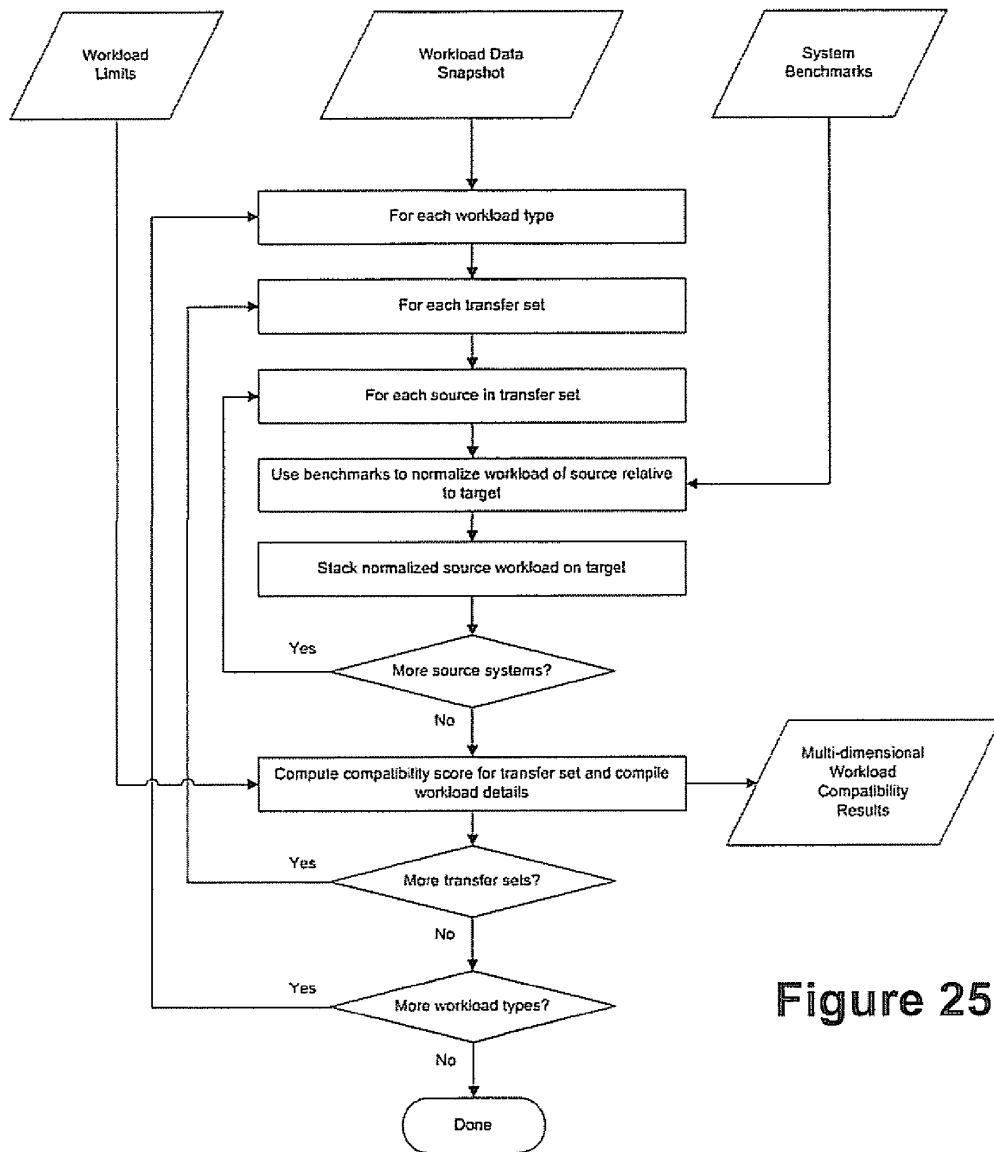 Workload
Limits
Workload Data
Snapshot
System
Benchmarks
For each workload type
For each transfer set
For each source in transfer set
Use benchmarks to normalize workload of source relative
to target
Stack normalized source workload on target
Yes
More source systems?
No
Compute compatibility score for transfer set and compile
workload details
Multi-dimensional
Workload
Compatibility
Results
Yes
More transfer sets?
No
Yes
More workload types?
No
Figure 25
Done